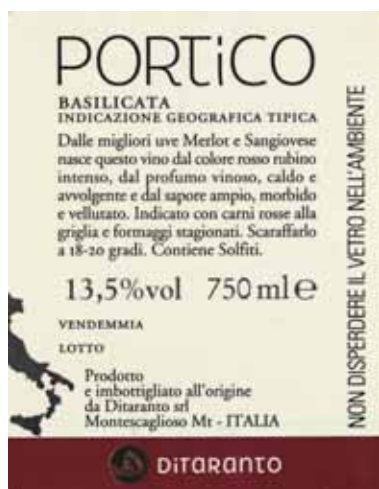 PORTiCO
BASILICATA
INDICAZIONE GEOGRAFICA TIPICA
Dalle migliori uve Merlot e Sangiovese
nasce questo vino dal colore rosso rubino
intenso, dal profumo vinoso, caldo e
avvolgente e dal sapore ampio, morbido
e vellutato. Indicato con carni rosse alla
griglia e formaggi stagionati. Scaraffarlo
a 18-20 gradi. Contiene Solfiti.
13,5%vol 750 ml e
VENDEMMIA
LOTTO
Prodotto
e imbottigliato all'origine
da Ditaranto srl
Montescaglioso Mt - ITALIA
NON DISPERDERE IL VETRO NELL'AMBIENTE
DiTARANTO